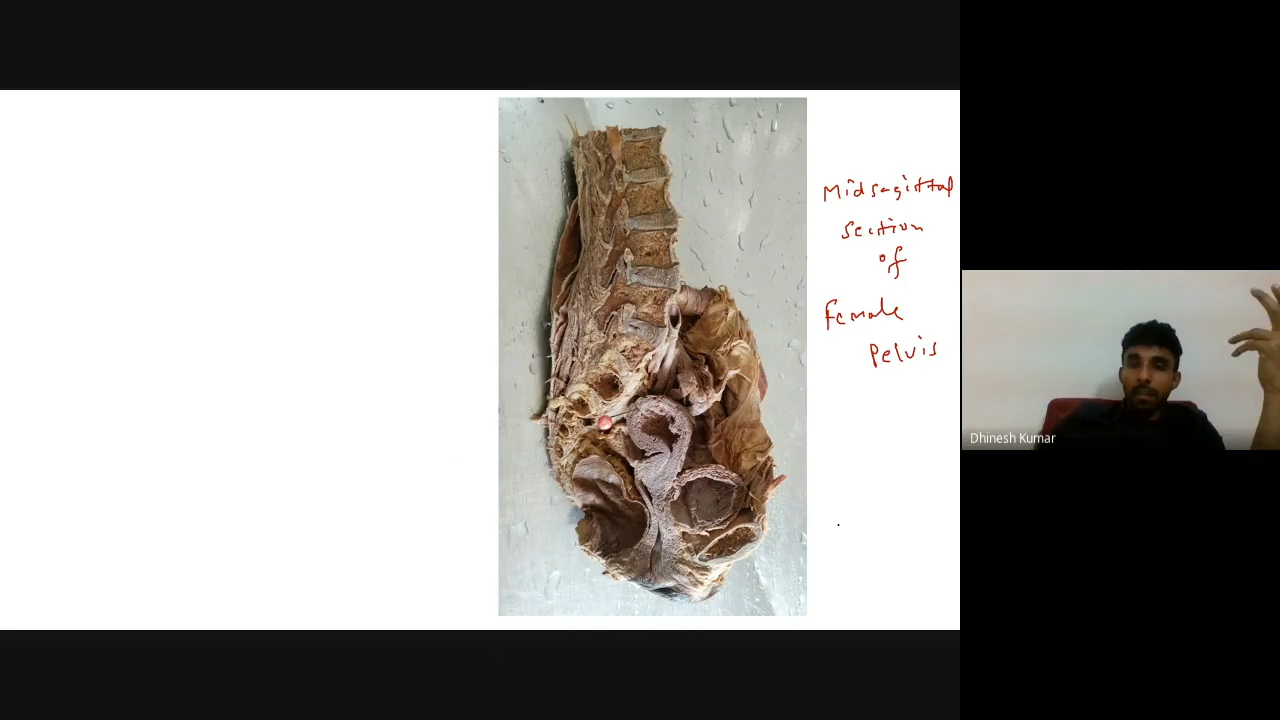 Midsagittal
section
of
Female
Pelvis
Dhinesh Kumar